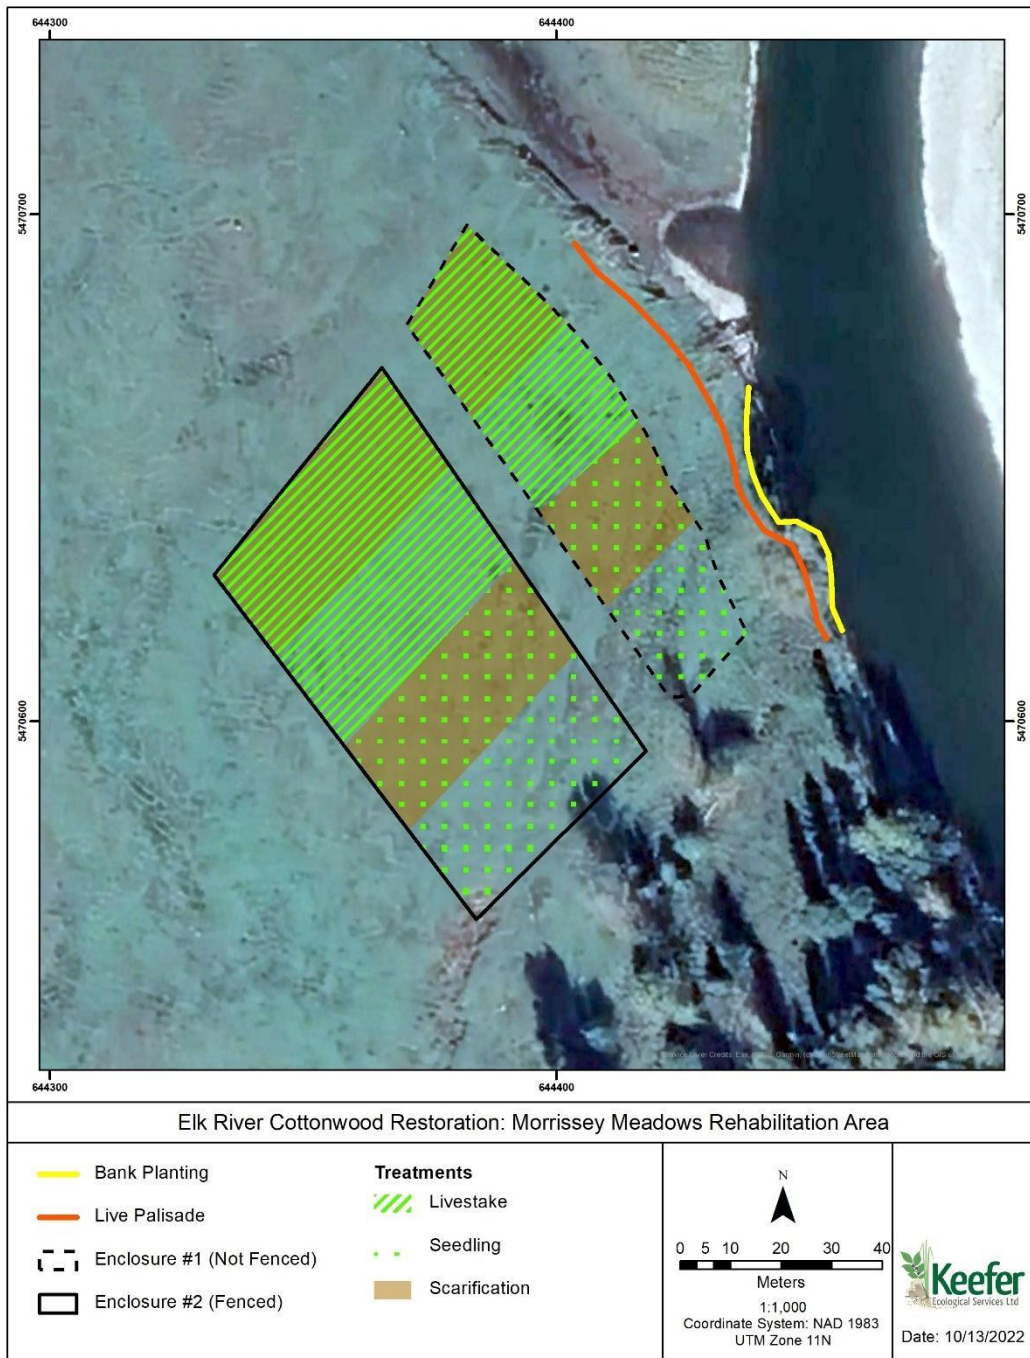 644300 644400
5470700 5470700
5470600 5470600
644300 644400
Elk River Cottonwood Restoration: Morrissey Meadows Rehabilitation Area
Bank Planting
Live Palisade
Enclosure #1 (Not Fenced)
Enclosure #2 (Fenced)
Treatments
Livestake
Seedling
Scarification
N
0 5 10 20 30 40
Meters
1:1,000
Coordinate System: NAD 1983
UTM Zone 11N
Keefer
Ecological Services Ltd
Date: 10/13/2022